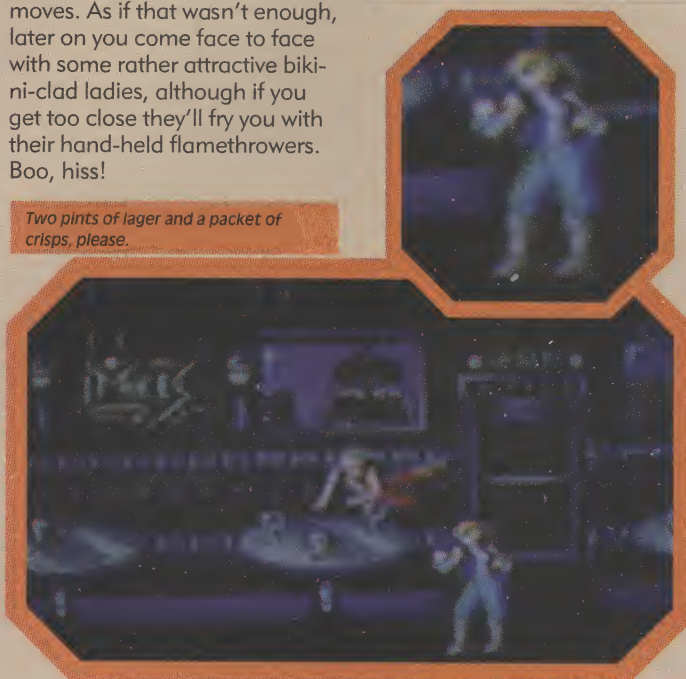 moves. As if that wasn't enough,
later on you come face to face
with some rather attractive biki-
ni-clad ladies, although if you
get too close they'll fry you with
their hand-held flamethrowers.
Boo, hiss!
Two pints of lager and a packet of
crisps, please.